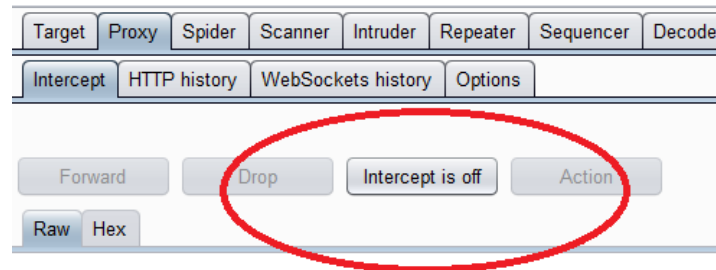 Target Proxy Spider Scanner Intruder Repeater Sequencer Decode
Intercept HTTP history WebSockets history Options
Forward Drop Intercept is off Action
Raw Hex